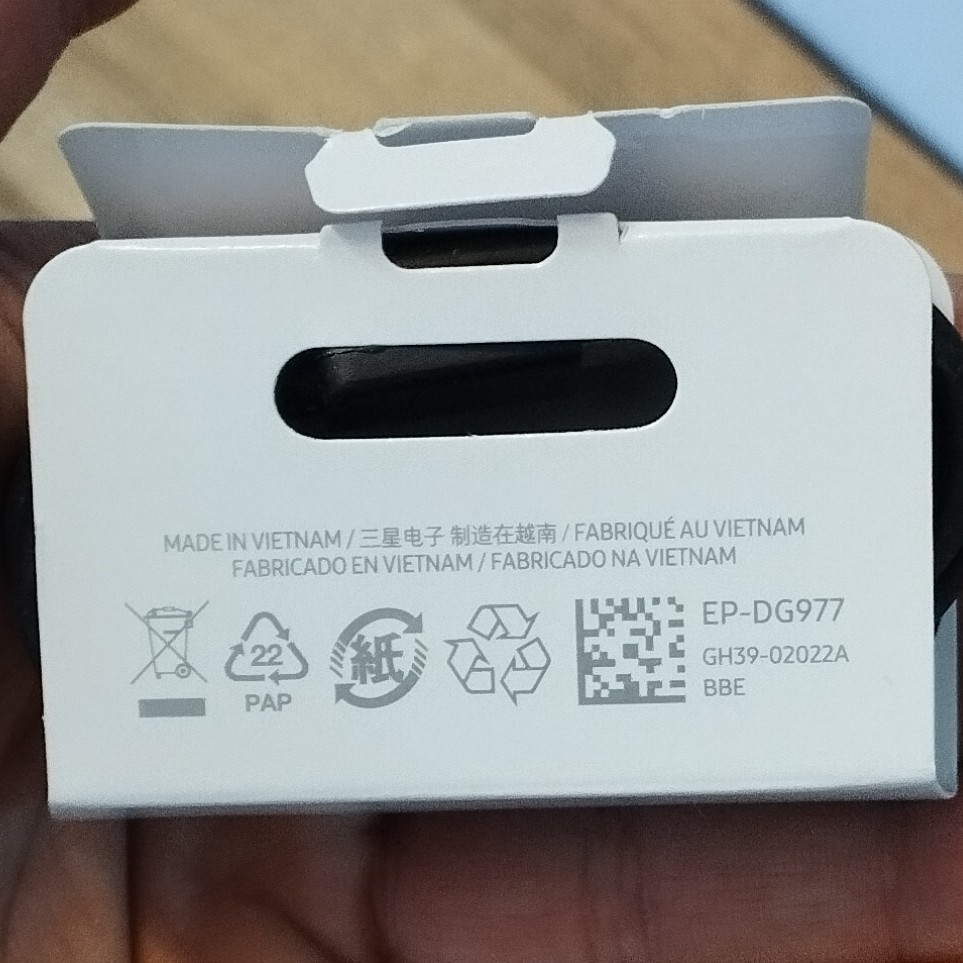 MADE IN VIETNAM / 三星电子 制造在越南 / FABRIQUÉ AU VIETNAM
FABRICADO EN VIETNAM / FABRICADO NA VIETNAM
22
PAP
紙
EP-DG977
GH39-02022A
BBE